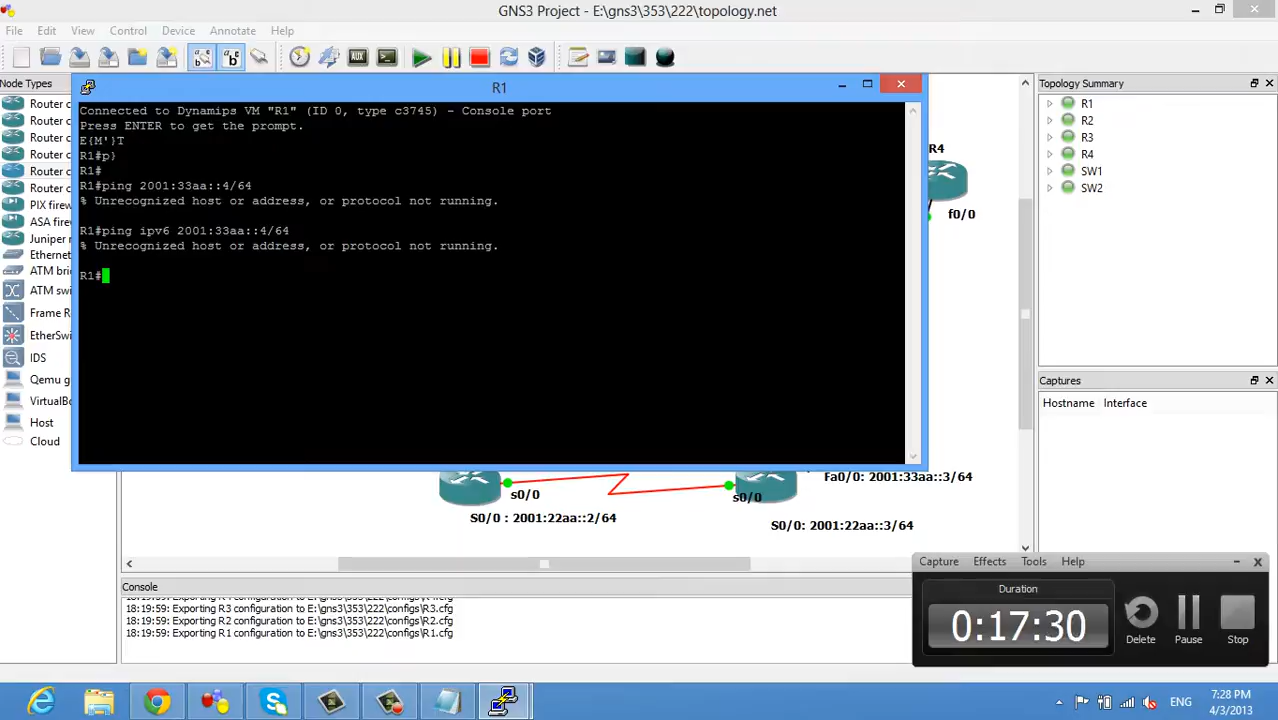 GNS3 Project - E:\gns3\353\222\topology.net
File Edit View Control Device Annotate Help
Node Types
Router c
Router c
Router c
Router c
Router c
Router c
PIX firew
ASA firew
Juniper r
Ethernet
ATM brid
ATM swi
Frame R
EtherSwi
IDS
Qemu g
VirtualBo
Host
Cloud
R1
Connected to Dynamips VM "R1" (ID 0, type c3745) - Console port
Press ENTER to get the prompt.
E{M'}T
R1#p}
R1#
R1#ping 2001:33aa::4/64
% Unrecognized host or address, or protocol not running.
R1#ping ipv6 2001:33aa::4/64
% Unrecognized host or address, or protocol not running.
R1#
R4
f0/0
s0/0
s0/0
Fa0/0: 2001:33aa::3/64
S0/0 : 2001:22aa::2/64
S0/0: 2001:22aa::3/64
Topology Summary
R1
R2
R3
R4
SW1
SW2
Captures
Hostname Interface
Console
18:19:59: Exporting R3 configuration to E:\gns3\353\222\configs\R3.cfg
18:19:59: Exporting R2 configuration to E:\gns3\353\222\configs\R2.cfg
18:19:59: Exporting R1 configuration to E:\gns3\353\222\configs\R1.cfg
Capture Effects Tools Help
Duration
0:17:30
Delete Pause Stop
ENG
7:28 PM
4/3/2013